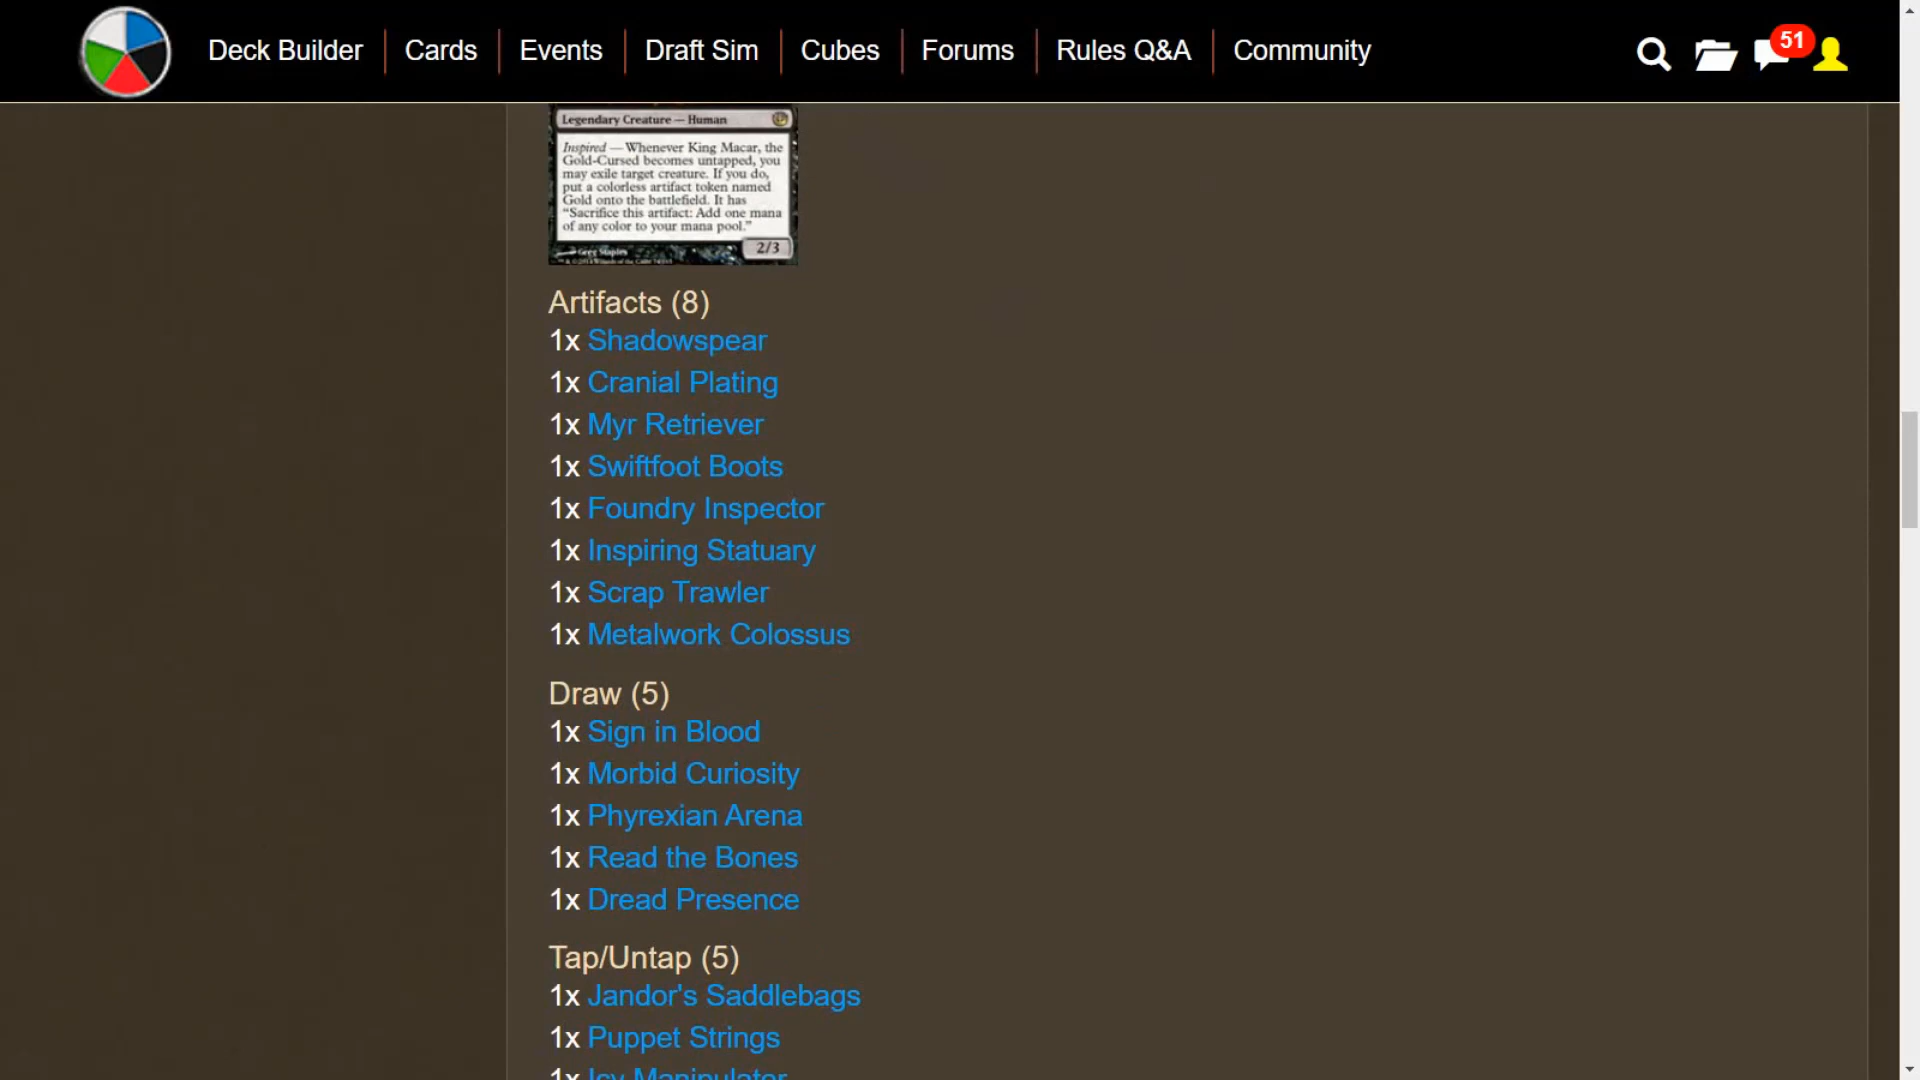 Deck Builder
Cards
Events
Draft Sim
Cubes
Forums
Rules Q&A
Community
51
Legendary Creature — Human
Inspired — Whenever King Macar, the
Gold-Cursed becomes untapped, you
may exile target creature. If you do,
put a colorless artifact token named
Gold onto the battlefield. It has
“Sacrifice this artifact: Add one mana
of any color to your mana pool.”
2/3
Greg Staples
Artifacts (8)
1x Shadowspear
1x Cranial Plating
1x Myr Retriever
1x Swiftfoot Boots
1x Foundry Inspector
1x Inspiring Statuary
1x Scrap Trawler
1x Metalwork Colossus
Draw (5)
1x Sign in Blood
1x Morbid Curiosity
1x Phyrexian Arena
1x Read the Bones
1x Dread Presence
Tap/Untap (5)
1x Jandor's Saddlebags
1x Puppet Strings
1x Icy Manipulator